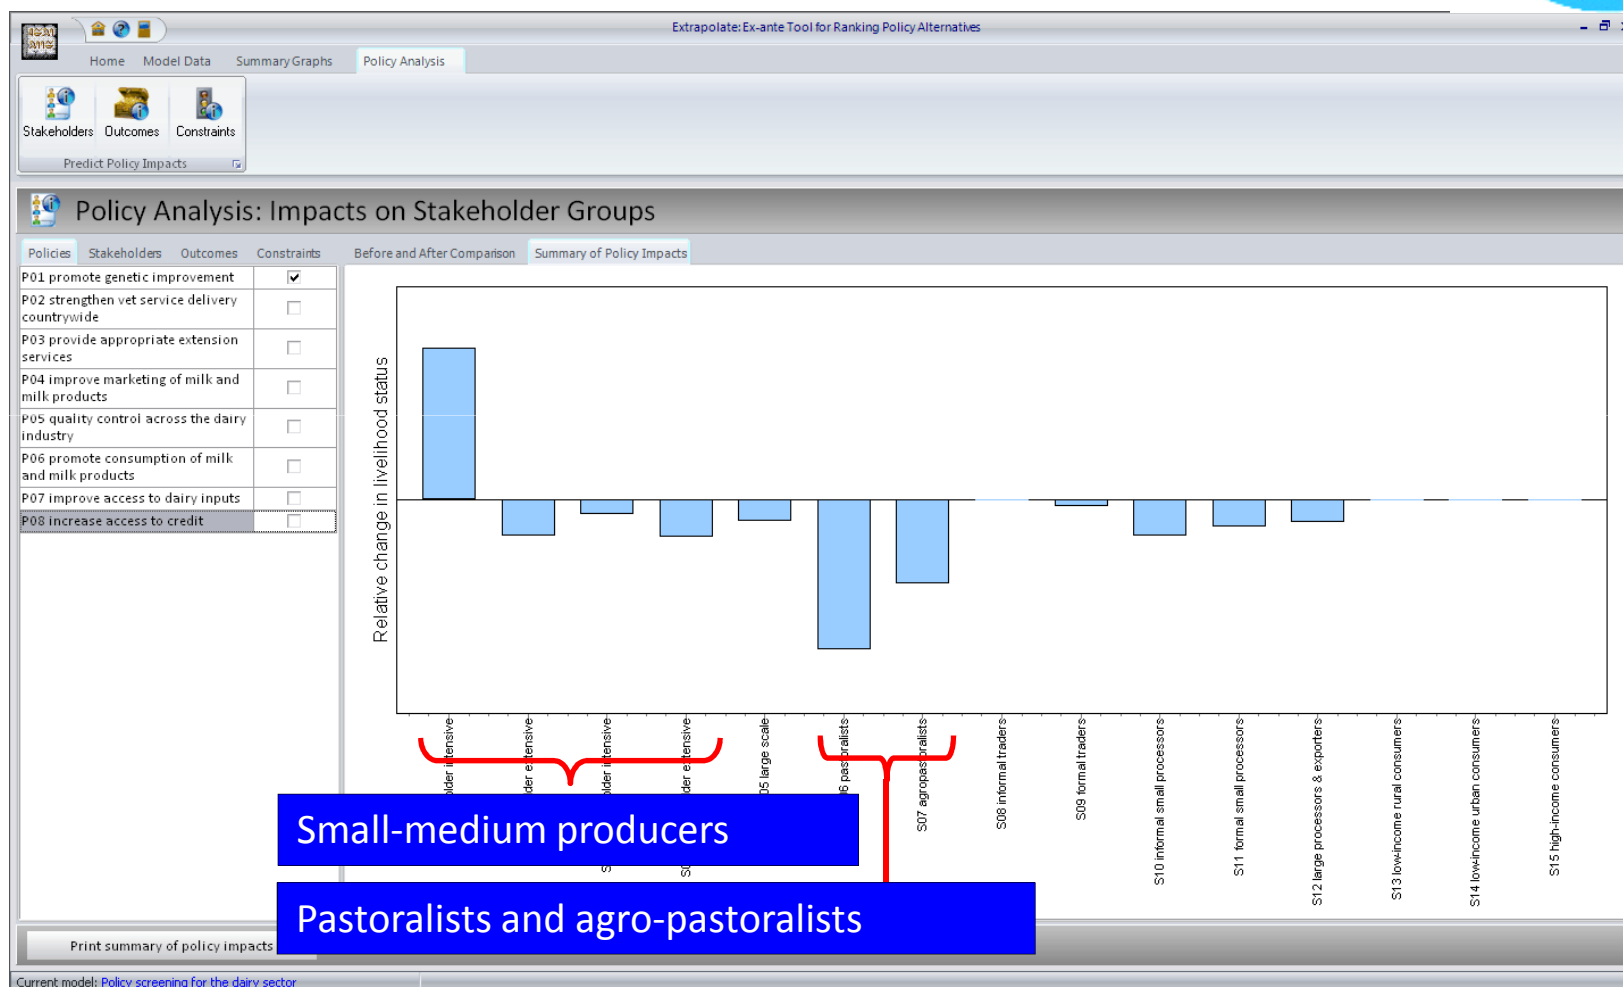 Extrapolate: Ex-ante Tool for Ranking Policy Alternatives
Home Model Data Summary Graphs Policy Analysis
Stakeholders Outcomes Constraints
Predict Policy Impacts
Policy Analysis: Impacts on Stakeholder Groups
Policies Stakeholders Outcomes Constraints
Before and After Comparison Summary of Policy Impacts
P01 promote genetic improvement
P02 strengthen vet service delivery
countrywide
P03 provide appropriate extension
services
P04 improve marketing of milk and
milk products
P05 quality control across the dairy
industry
P06 promote consumption of milk
and milk products
P07 improve access to dairy inputs
P08 increase access to credit
Relative change in livelihood status
intensive
extensive
intensive
extensive
large scale
pastoralists
S07 agropastoralists
S08 informal traders
S09 formal traders
S10 informal small processors
S11 formal small processors
S12 large processors & exporters
S13 low-income rural consumers
S14 low-income urban consumers
S15 high-income consumers
Small-medium producers
Pastoralists and agro-pastoralists
Print summary of policy impacts
Current model: Policy screening for the dairy sector